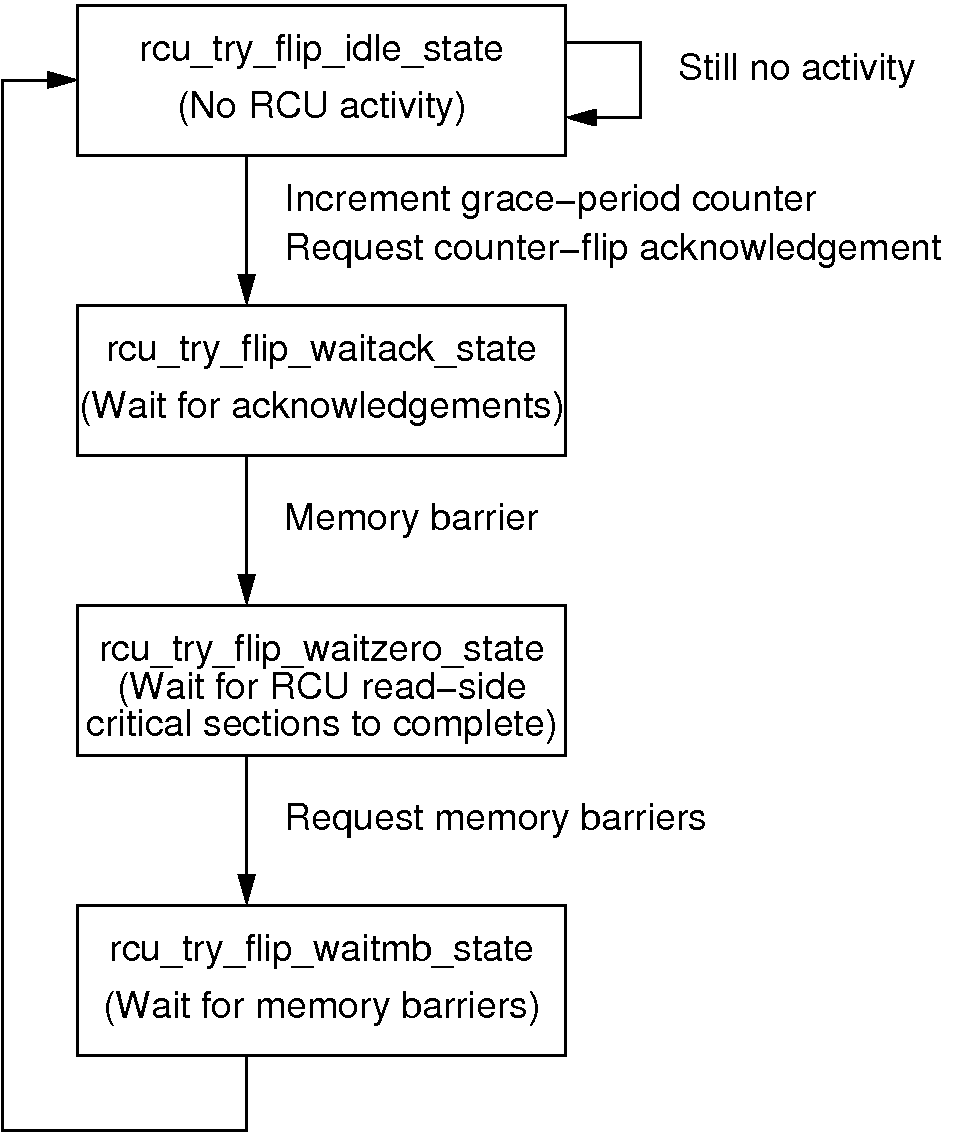 rcu_try_flip_idle_state
(No RCU activity)
Still no activity
Increment grace−period counter
Request counter−flip acknowledgement
rcu_try_flip_waitack_state
(Wait for acknowledgements)
Memory barrier
rcu_try_flip_waitzero_state
(Wait for RCU read−side
critical sections to complete)
Request memory barriers
rcu_try_flip_waitmb_state
(Wait for memory barriers)